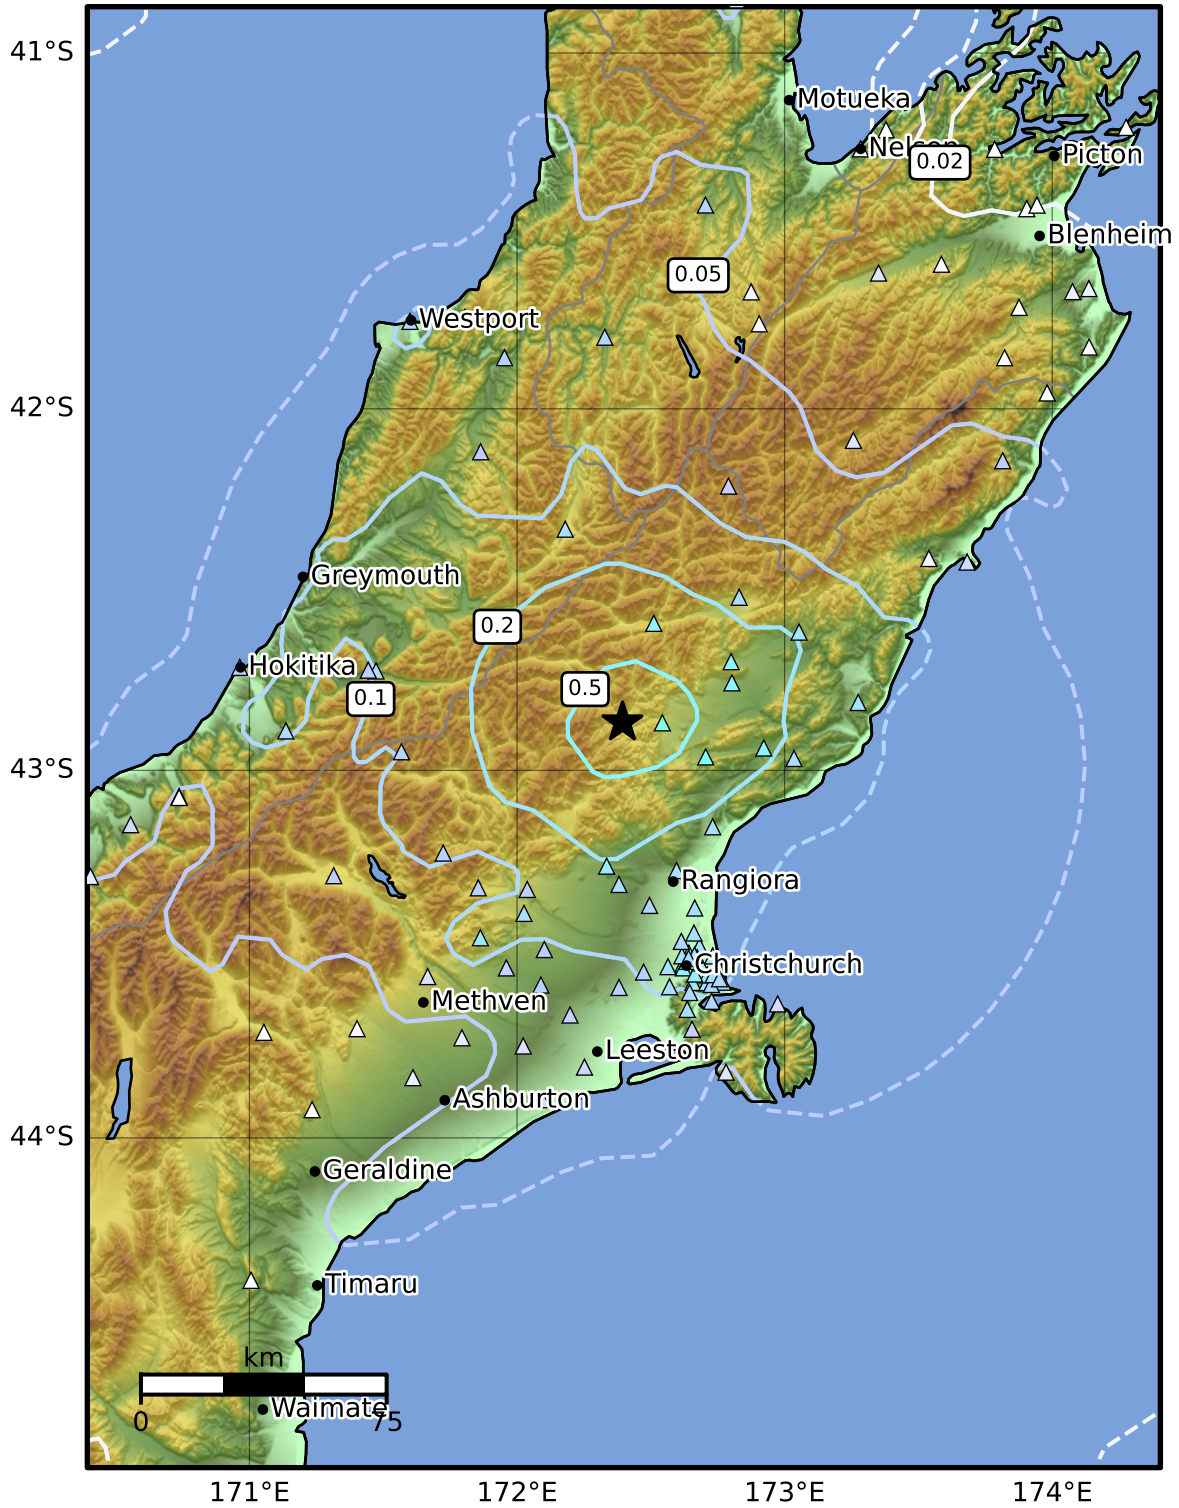 41°S
Motueka
Nelson
0.02
Picton
Blenheim
0.05
Westport
42°S
Greymouth
0.2
Hokitika
0.5
0.1
43°S
Rangiora
Christchurch
Methven
Leeston
Ashburton
44°S
Geraldine
Timaru
km
Waimate
0 75
171°E 172°E 173°E 174°E